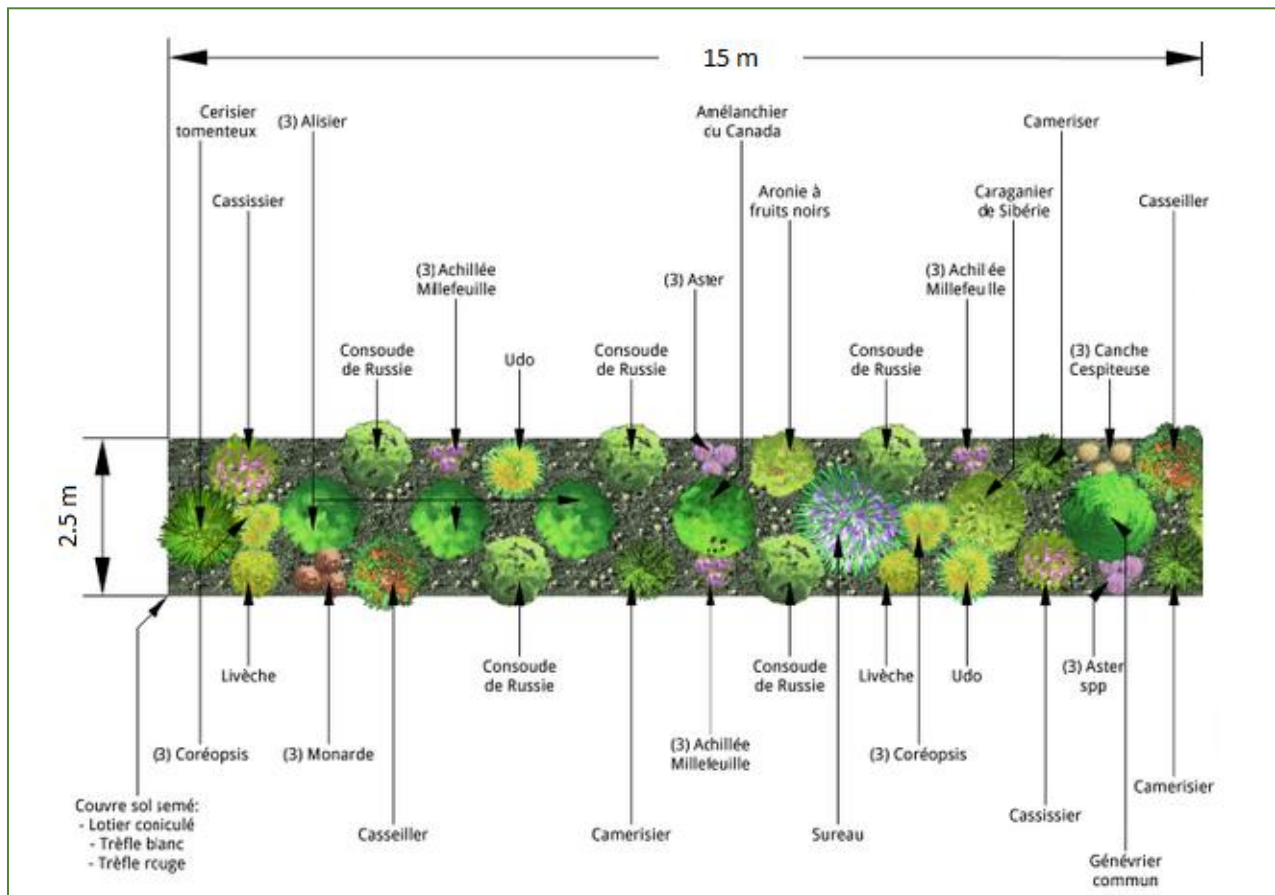 15 m
Cerisier
tomenteux
(3) Alisier
Amélanchier
du Canada
Cameriser
Cassissier
Aronie à
fruits noirs
Caraganier
de Sibérie
Casseiller
(3) Achillée
Millefeuille
(3) Aster
(3) Achillée
Millefeuille
Consoude
de Russie
Udo
Consoude
de Russie
Consoude
de Russie
(3) Canche
Cespiteuse
2.5 m
Livèche
Consoude
de Russie
Consoude
de Russie
Livèche
Udo
(3) Aster
spp
(3) Coréopsis
(3) Monarde
(3) Achillée
Millefeuille
(3) Coréopsis
Camerisier
Couvre sol semé:
- Lotier coniculé
- Trèfle blanc
- Trèfle rouge
Casseiller
Camerisier
Sureau
Cassissier
Génévrier
commun